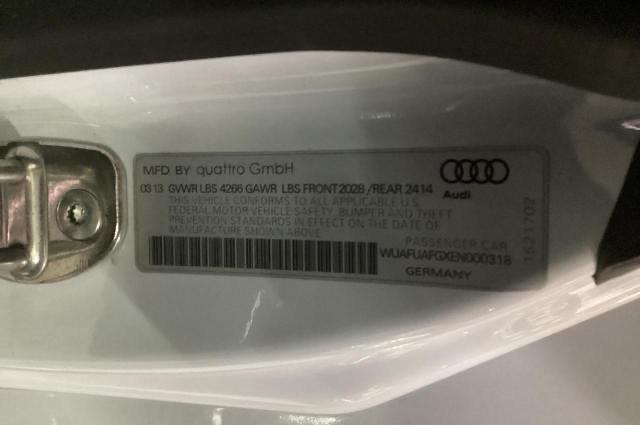 MFD BY quattro GmbH
Audi
03 13 GVWR LBS 4266 GAWR LBS FRONT 2028 / REAR 2414
THIS VEHICLE CONFORMS TO ALL APPLICABLE U.S.
FEDERAL MOTOR VEHICLE SAFETY, BUMPER AND THEFT
PREVENTION STANDARDS IN EFFECT ON THE DATE OF
MANUFACTURE SHOWN ABOVE
PASSENGER CAR
WUAFUAFGXEN000318
GERMANY
1621702